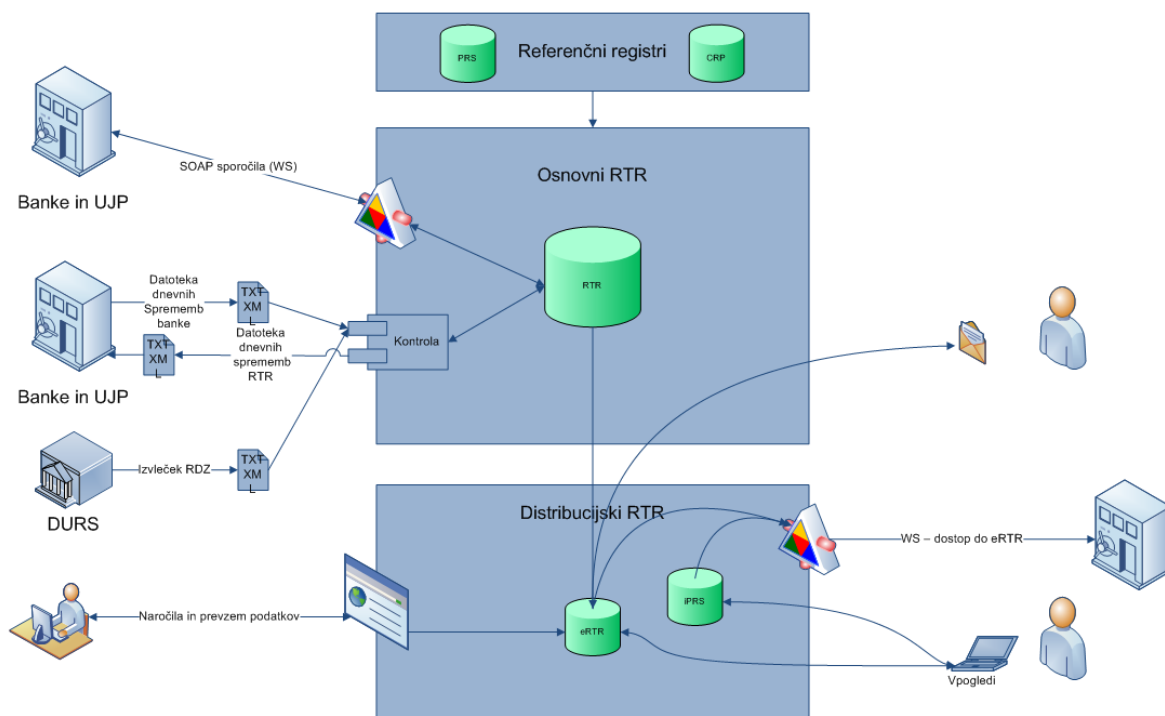 Referenčni registri
PRS
CRP
SOAP sporočila (WS)
Osnovni RTR
Banke in UJP
RTR
Datoteka
dnevnih
Sprememb
banke
TXT
XM
L
TXT
XM
L
Datoteka
dnevnih
sprememb
RTR
Kontrola
Banke in UJP
Izvleček RDZ
TXT
XM
L
DURS
Distribucijski RTR
WS – dostop do eRTR
iPRS
Naročila in prevzem podatkov
eRTR
Vpogledi